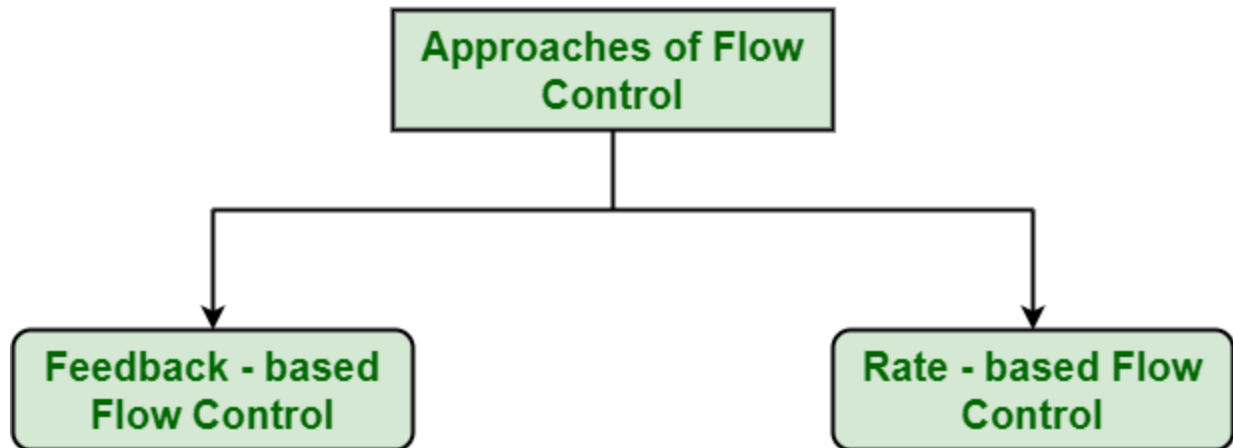 Approaches of Flow
Control
Feedback - based
Flow Control
Rate - based Flow
Control